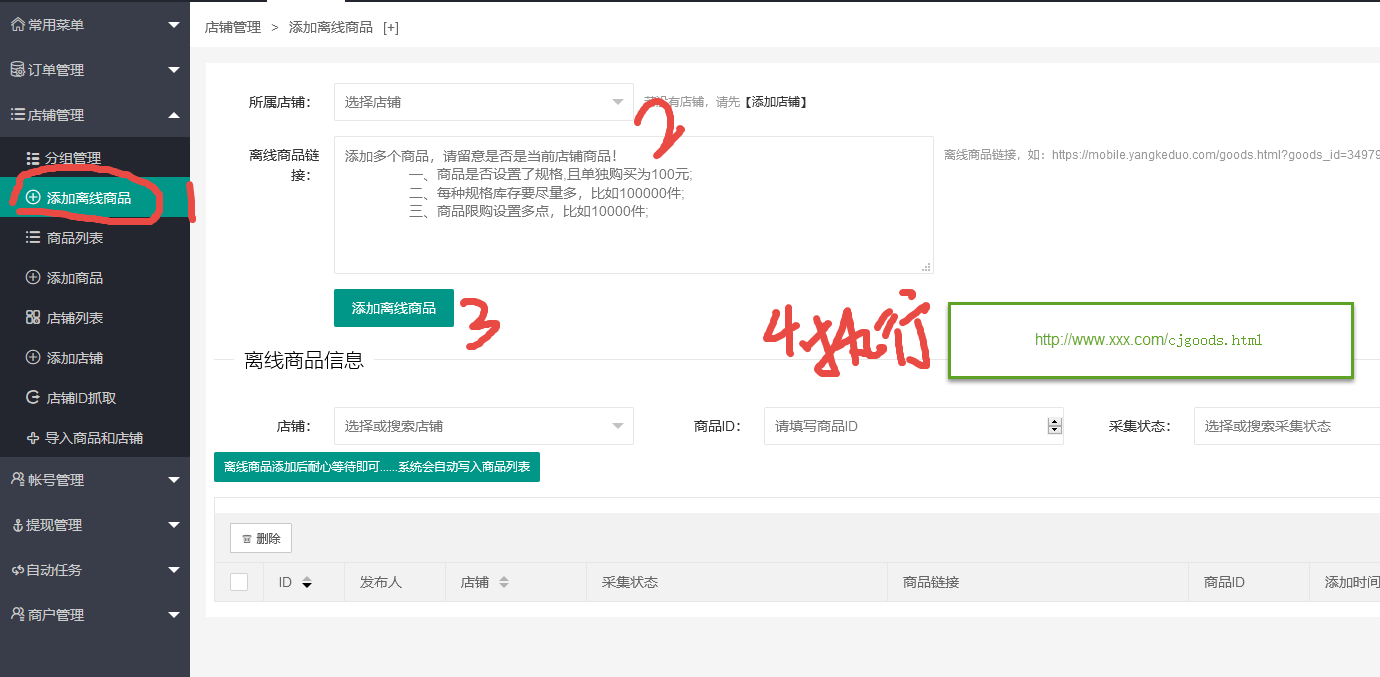 常用菜单
订单管理
店铺管理
分组管理
添加离线商品
商品列表
添加商品
店铺列表
添加店铺
店铺ID抓取
导入商品和店铺
帐号管理
提现管理
自动任务
商户管理
1
店铺管理 > 添加离线商品 [+]
所属店铺:
选择店铺
没有店铺，请先【添加店铺】
2
离线商品链接:
添加多个商品，请留意是否是当前店铺商品!
一、商品是否设置了规格,且单独购买为100元;
二、每种规格库存要尽量多，比如100000件;
三、商品限购设置多点，比如10000件;
离线商品链接，如：https://mobile.yangkeduo.com/goods.html?goods_id=34979
添加离线商品
3
4执行
http://www.xxx.com/cjgoods.html
离线商品信息
店铺:
选择或搜索店铺
商品ID:
请填写商品ID
采集状态:
选择或搜索采集状态
离线商品添加后耐心等待即可......系统会自动写入商品列表
删除
ID 发布人 店铺 采集状态 商品链接 商品ID 添加时间